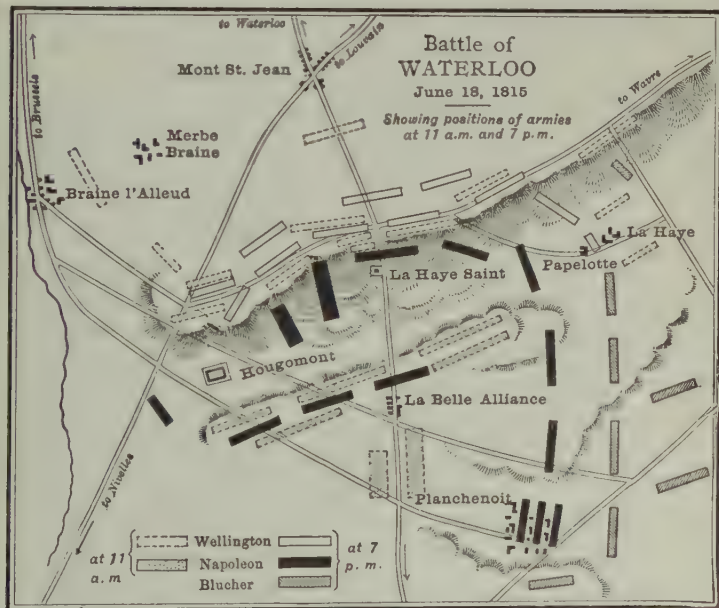 Battle of
WATERLOO
June 18, 1815
Showing positions of armies
at 11 a.m. and 7 p.m.
to Waterloo
to Louvain
Mont St. Jean
to Wavre
to Brussels
Merbe
Braine
Braine l'Alleud
La Haye
Papelotte
La Haye Saint
Hougomont
La Belle Alliance
to Nivelles
Planchenoit
at 11
a. m
Wellington
Napoleon
Blucher
at 7
p. m.